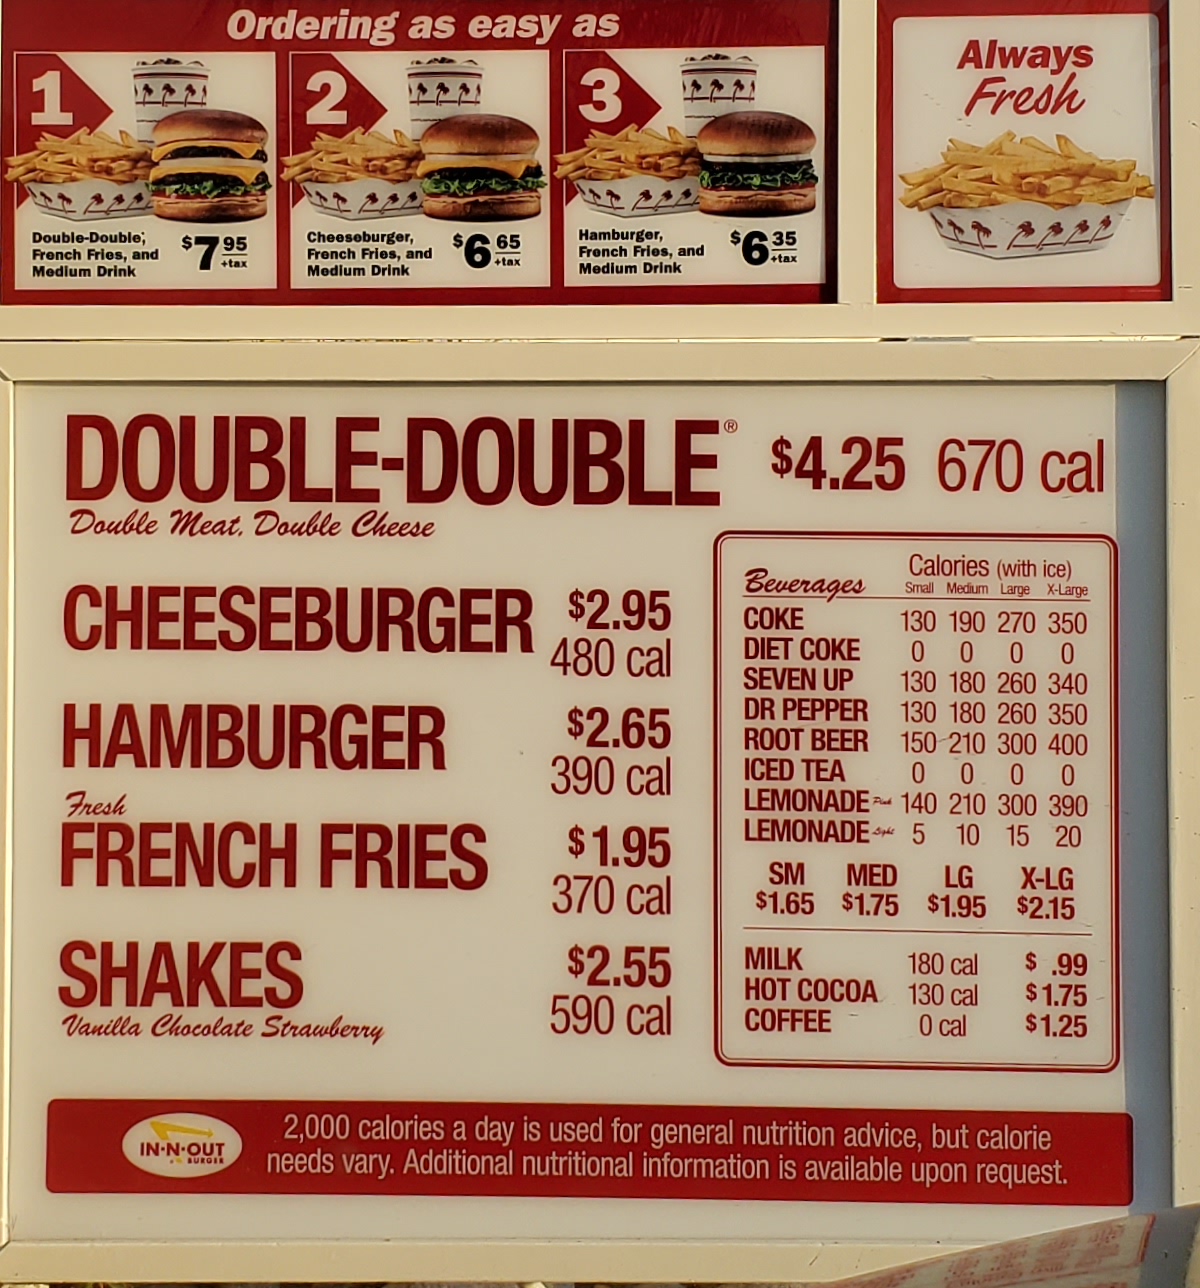 Ordering as easy as
1
Double-Double,
French Fries, and
Medium Drink
$7 95
+tax
2
Cheeseburger,
French Fries, and
Medium Drink
$6 65
+tax
3
Hamburger,
French Fries, and
Medium Drink
$6 35
+tax
Always
Fresh
DOUBLE-DOUBLE® $4.25 670 cal
Double Meat, Double Cheese
CHEESEBURGER $2.95
480 cal
HAMBURGER $2.65
390 cal
Fresh
FRENCH FRIES $1.95
370 cal
SHAKES $2.55
Vanilla Chocolate Strawberry 590 cal
Calories (with ice)
Beverages Small Medium Large X-Large
COKE 130 190 270 350
DIET COKE 0 0 0 0
SEVEN UP 130 180 260 340
DR PEPPER 130 180 260 350
ROOT BEER 150 210 300 400
ICED TEA 0 0 0 0
LEMONADE Pink 140 210 300 390
LEMONADE Light 5 10 15 20
SM MED LG X-LG
$1.65 $1.75 $1.95 $2.15
MILK 180 cal $ .99
HOT COCOA 130 cal $1.75
COFFEE 0 cal $1.25
IN-N-OUT
BURGER
2,000 calories a day is used for general nutrition advice, but calorie
needs vary. Additional nutritional information is available upon request.